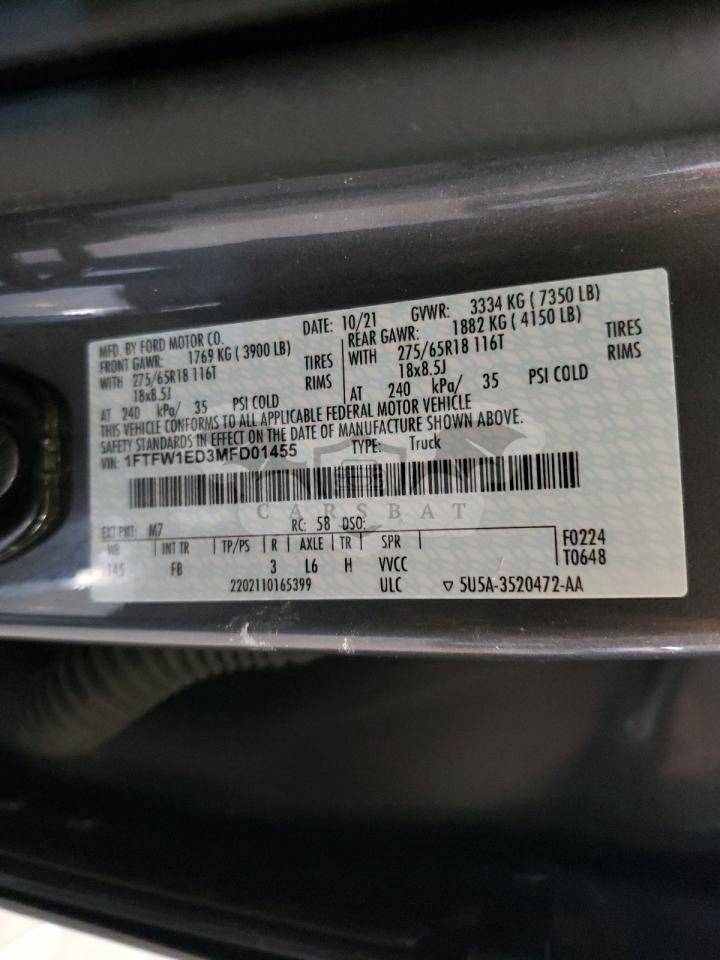 MFD. BY FORD MOTOR CO. DATE: 10/21 GVWR: 3334 KG ( 7350 LB)
FRONT GAWR: 1769 KG ( 3900 LB) REAR GAWR: 1882 KG ( 4150 LB)
WITH 275/65R18 116T TIRES WITH 275/65R18 116T TIRES
18x8.5J RIMS 18x8.5J RIMS
AT 240 kPa/ 35 PSI COLD AT 240 kPa/ 35 PSI COLD
THIS VEHICLE CONFORMS TO ALL APPLICABLE FEDERAL MOTOR VEHICLE
SAFETY STANDARDS IN EFFECT ON THE DATE OF MANUFACTURE SHOWN ABOVE.
VIN: 1FTFW1ED3MFD01455 TYPE: Truck
CARSBAT
EXT PNT: M7 RC: 58 DSO:
WB INT TR TP/PS R AXLE TR SPR F0224
145 FB 3 L6 H VVCC T0648
2202110165399 ULC ▽ 5U5A-3520472-AA